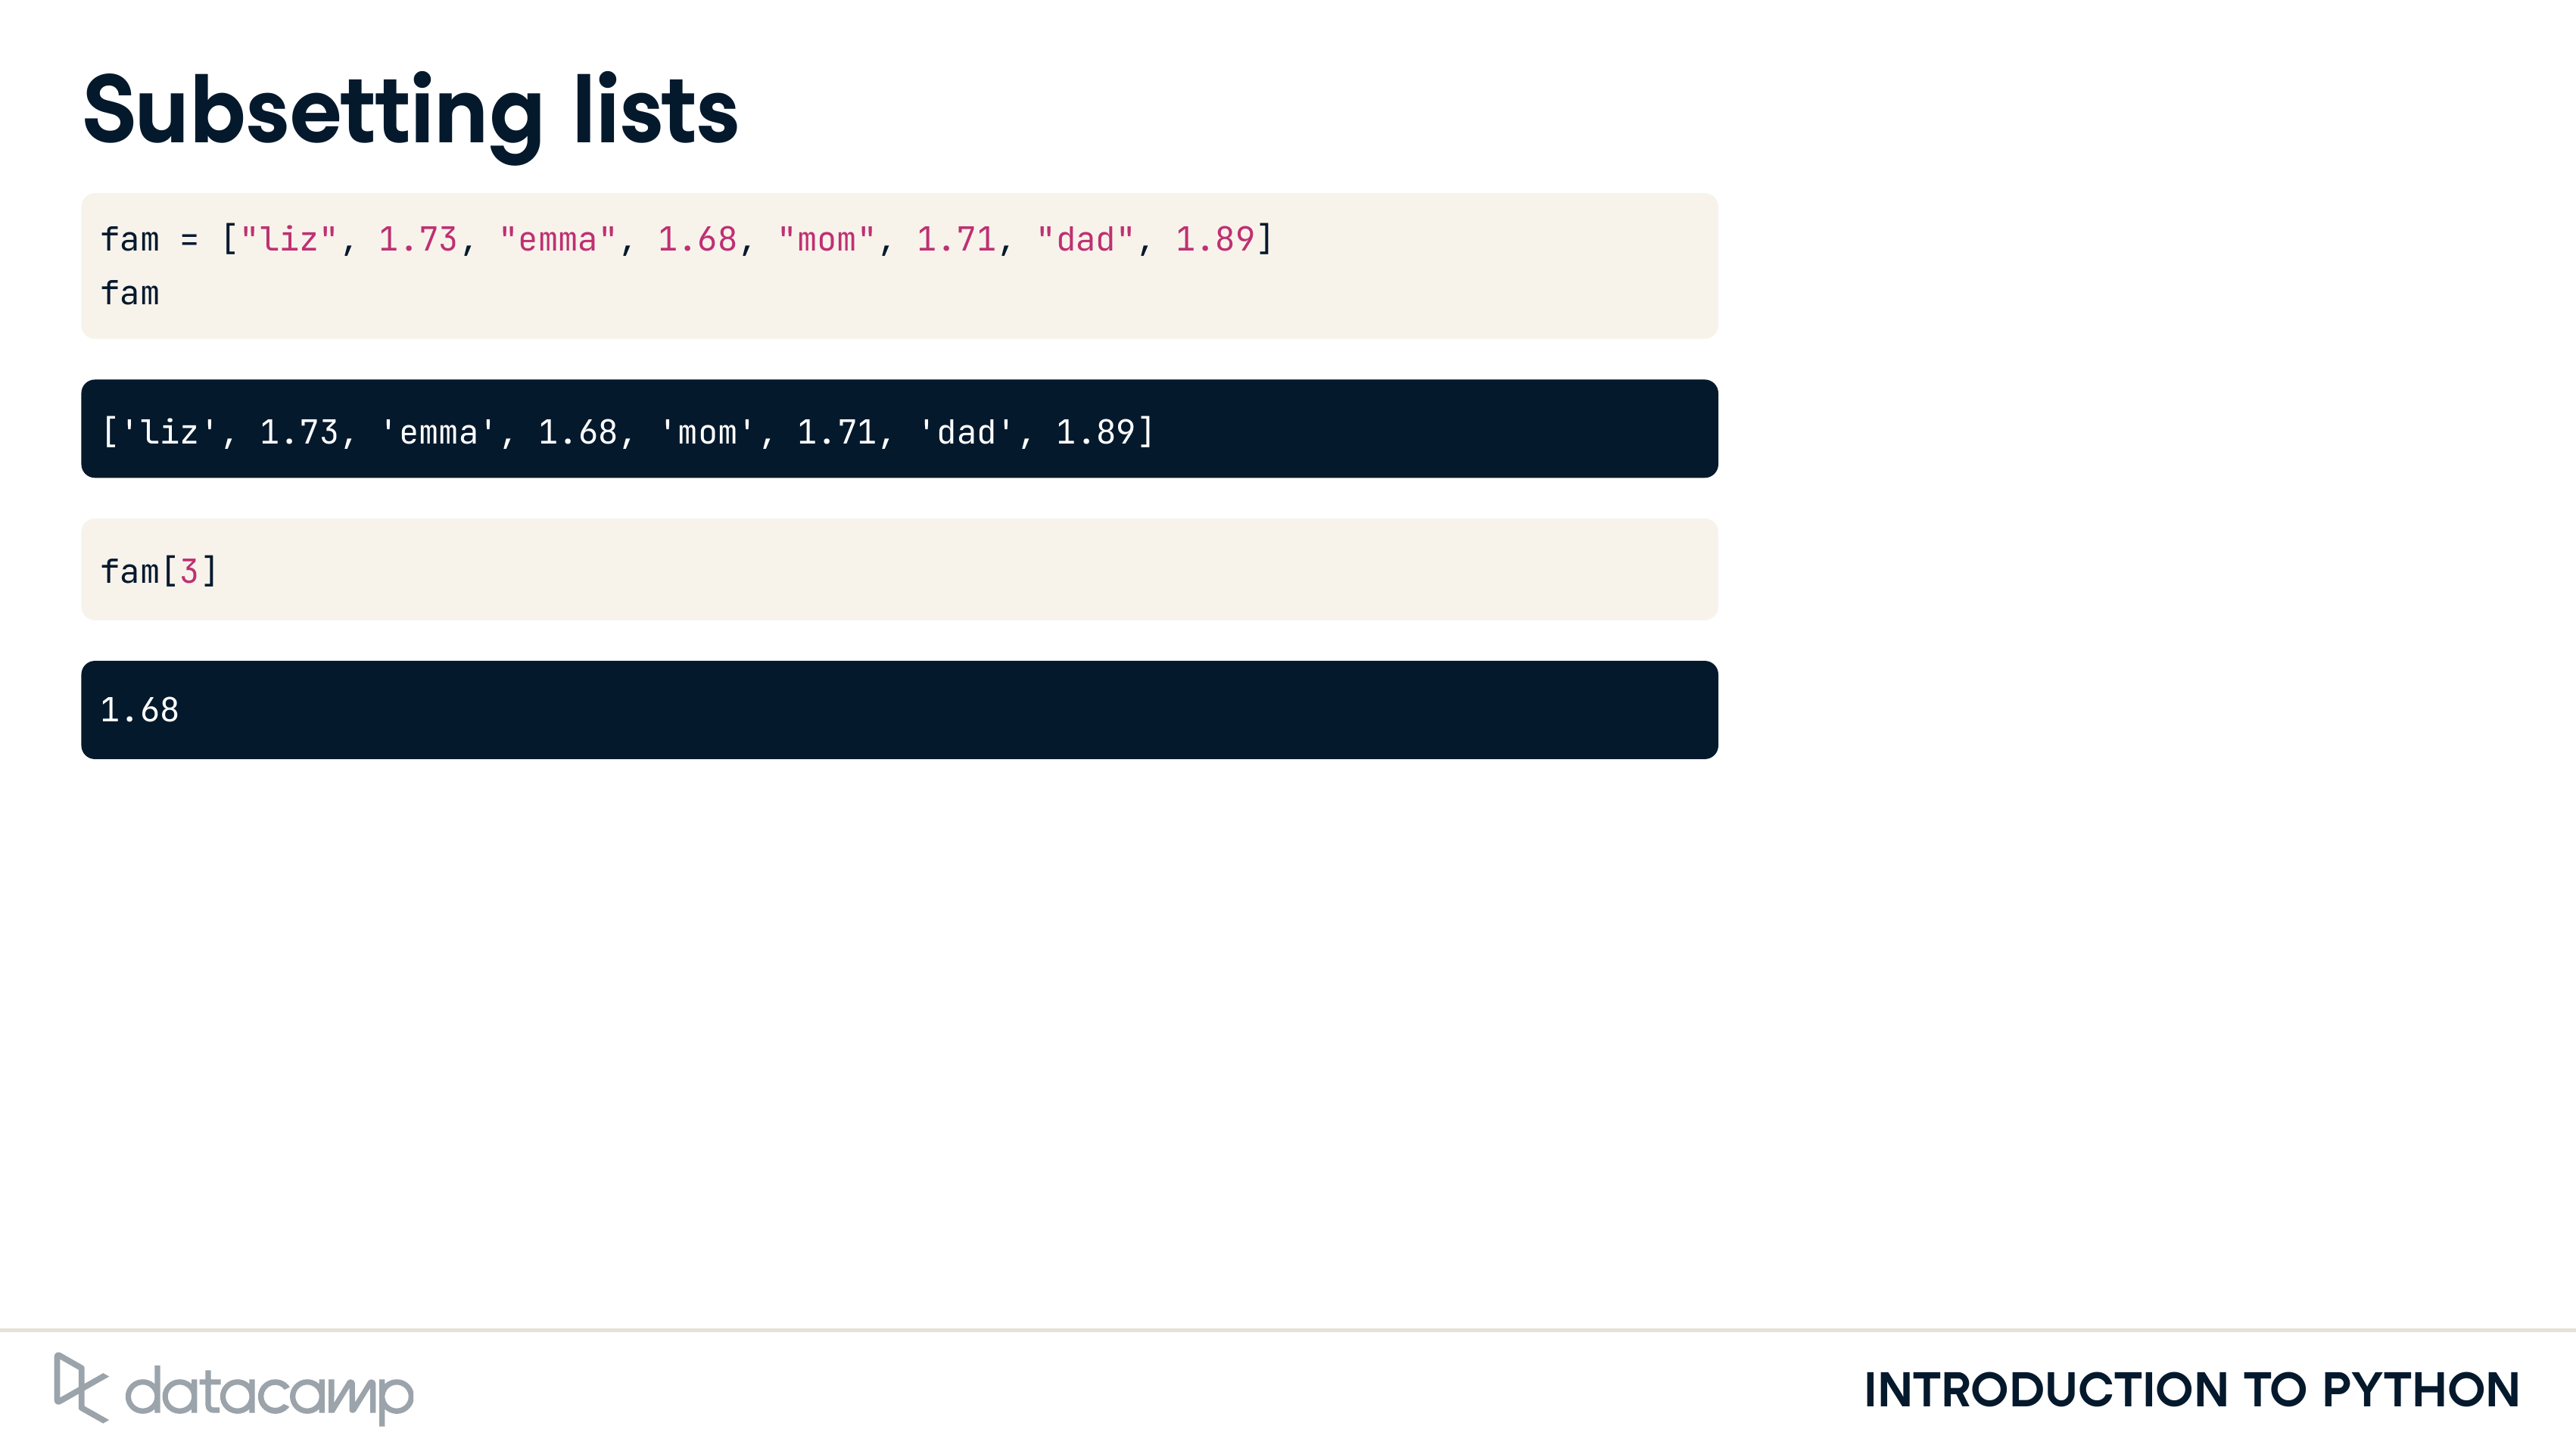 Subsetting lists
fam = ["liz", 1.73, "emma", 1.68, "mom", 1.71, "dad", 1.89]
fam
['liz', 1.73, 'emma', 1.68, 'mom', 1.71, 'dad', 1.89]
fam[3]
1.68
datacamp
INTRODUCTION TO PYTHON